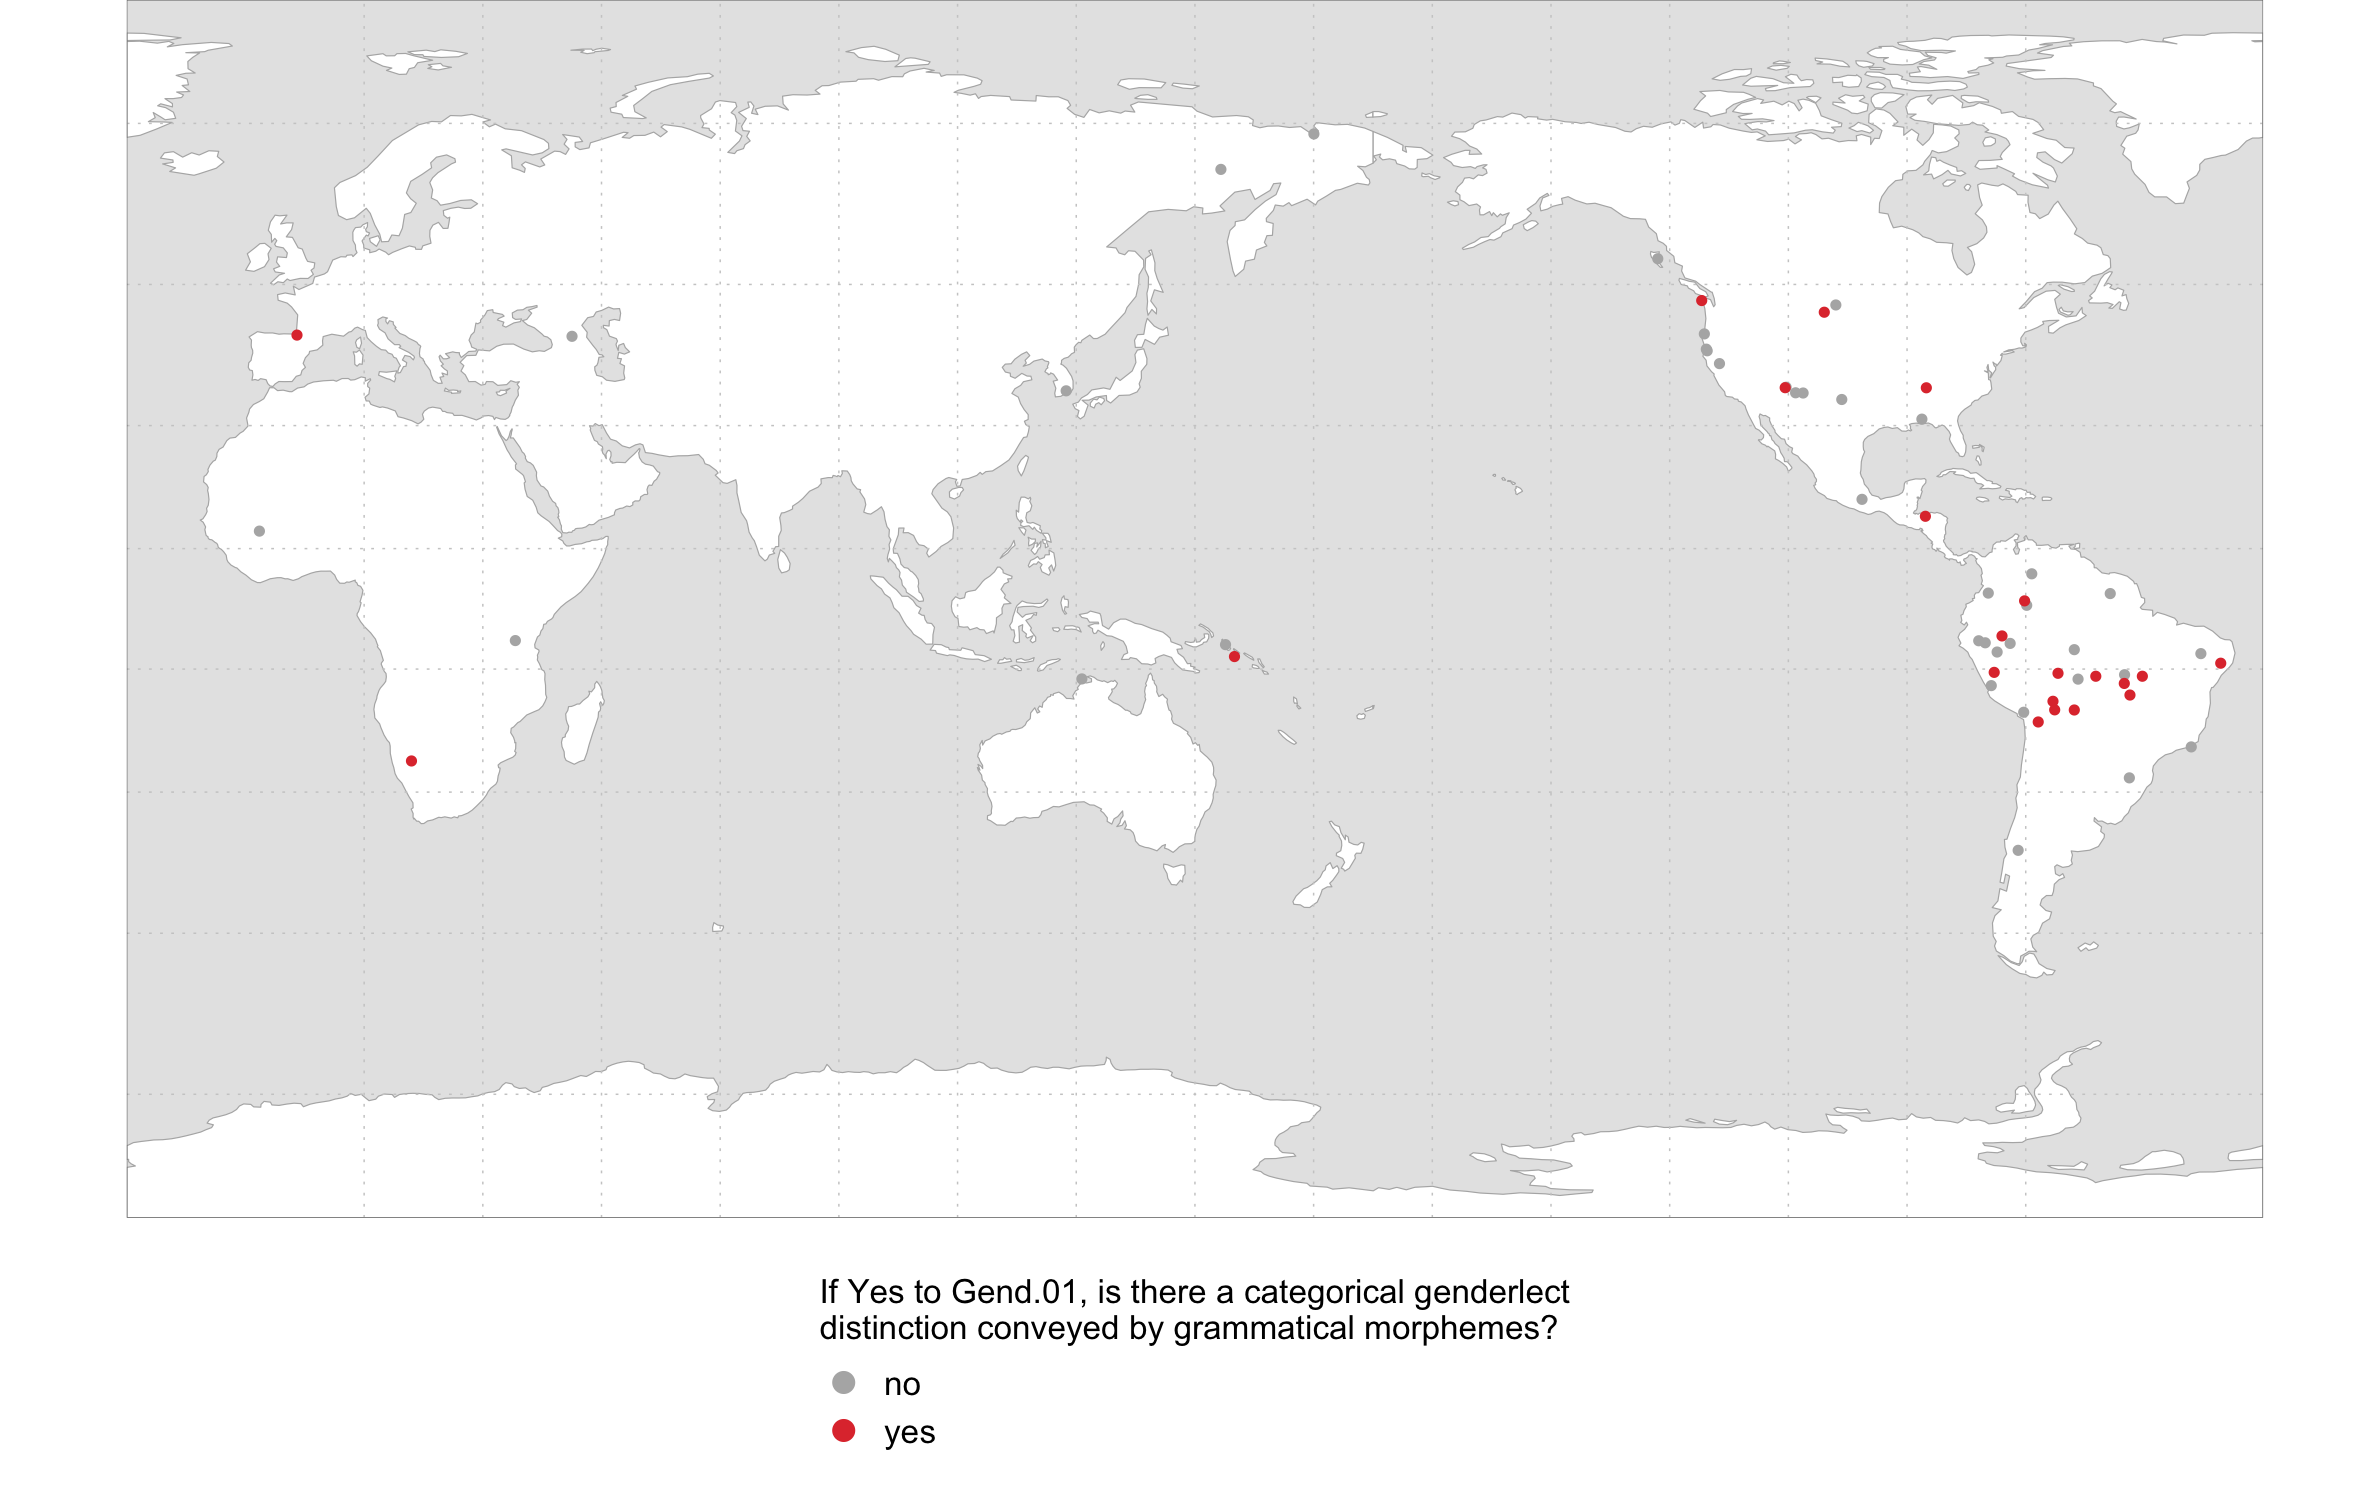 If Yes to Gend.01, is there a categorical genderlect
distinction conveyed by grammatical morphemes?
no
yes